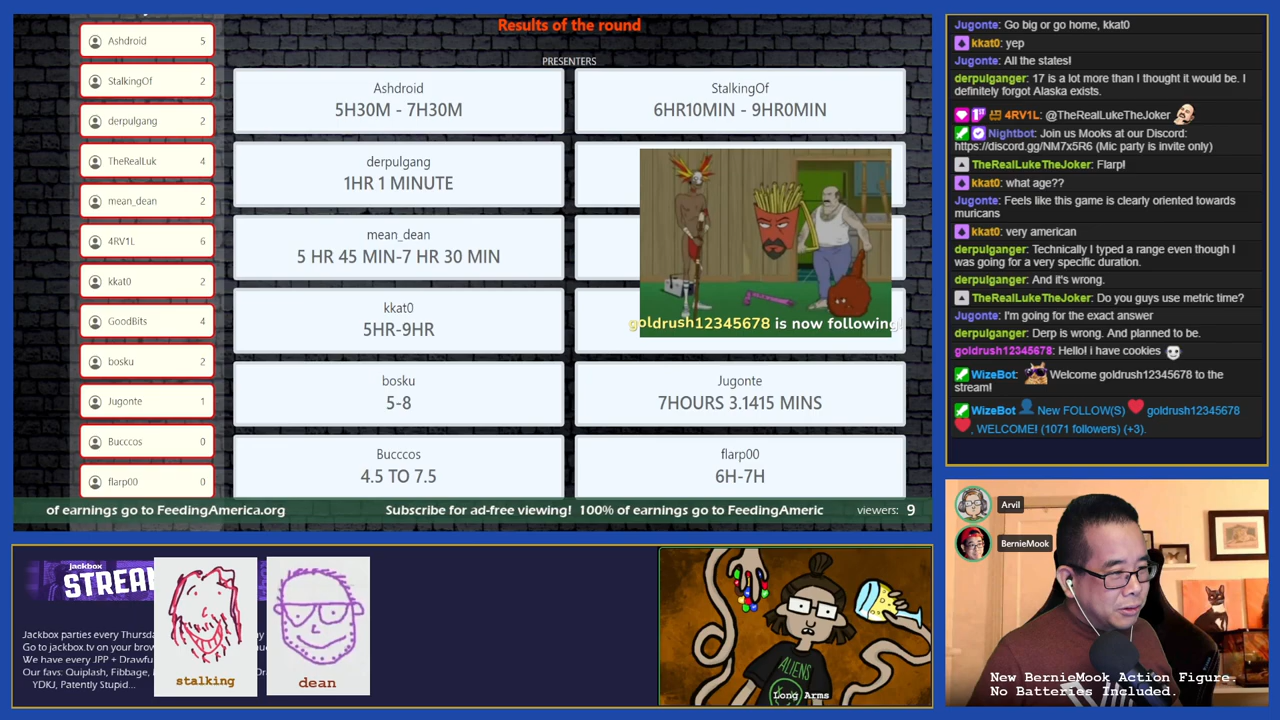 Ashdroid 5
StalkingOf 2
derpulgang 2
TheRealLuk 4
mean_dean 2
4RV1L 6
kkat0 2
GoodBits 4
bosku 2
Jugonte 1
Bucccos 0
flarp00 0
Results of the round
PRESENTERS
Ashdroid
5H30M - 7H30M
StalkingOf
6HR10MIN - 9HR0MIN
derpulgang
1HR 1 MINUTE
mean_dean
5 HR 45 MIN-7 HR 30 MIN
kkat0
5HR-9HR
goldrush12345678 is now following!
bosku
5-8
Jugonte
7HOURS 3.1415 MINS
Bucccos
4.5 TO 7.5
flarp00
6H-7H
of earnings go to FeedingAmerica.org
Subscribe for ad-free viewing! 100% of earnings go to FeedingAmeric
viewers: 9
Jugonte: Go big or go home, kkat0
kkat0: yep
Jugonte: All the states!
derpulganger: 17 is a lot more than I thought it would be. I
definitely forgot Alaska exists.
4RV1L: @TheRealLukeTheJoker
Nightbot: Join us Mooks at our Discord:
https://discord.gg/NM7x5R6 (Mic party is invite only)
TheRealLukeTheJoker: Flarp!
kkat0: what age??
Jugonte: Feels like this game is clearly oriented towards
muricans
kkat0: very american
derpulganger: Technically I typed a range even though I
was going for a very specific duration.
derpulganger: And it's wrong.
TheRealLukeTheJoker: Do you guys use metric time?
Jugonte: I'm going for the exact answer
derpulganger: Derp is wrong. And planned to be.
goldrush12345678: Hello! i have cookies
WizeBot: Welcome goldrush12345678 to the
stream!
WizeBot New FOLLOW(S) goldrush12345678
, WELCOME! (1071 followers) (+3).
jackbox
STREAM
Jackbox parties every Thursda
Go to jackbox.tv on your brow
We have every JPP + Drawfu
Our favs: Quiplash, Fibbage,
YDKJ, Patently Stupid...
stalking
dean
ALIENS
Long Arms
Arvil
BernieMook
New BernieMook Action Figure.
No Batteries Included.